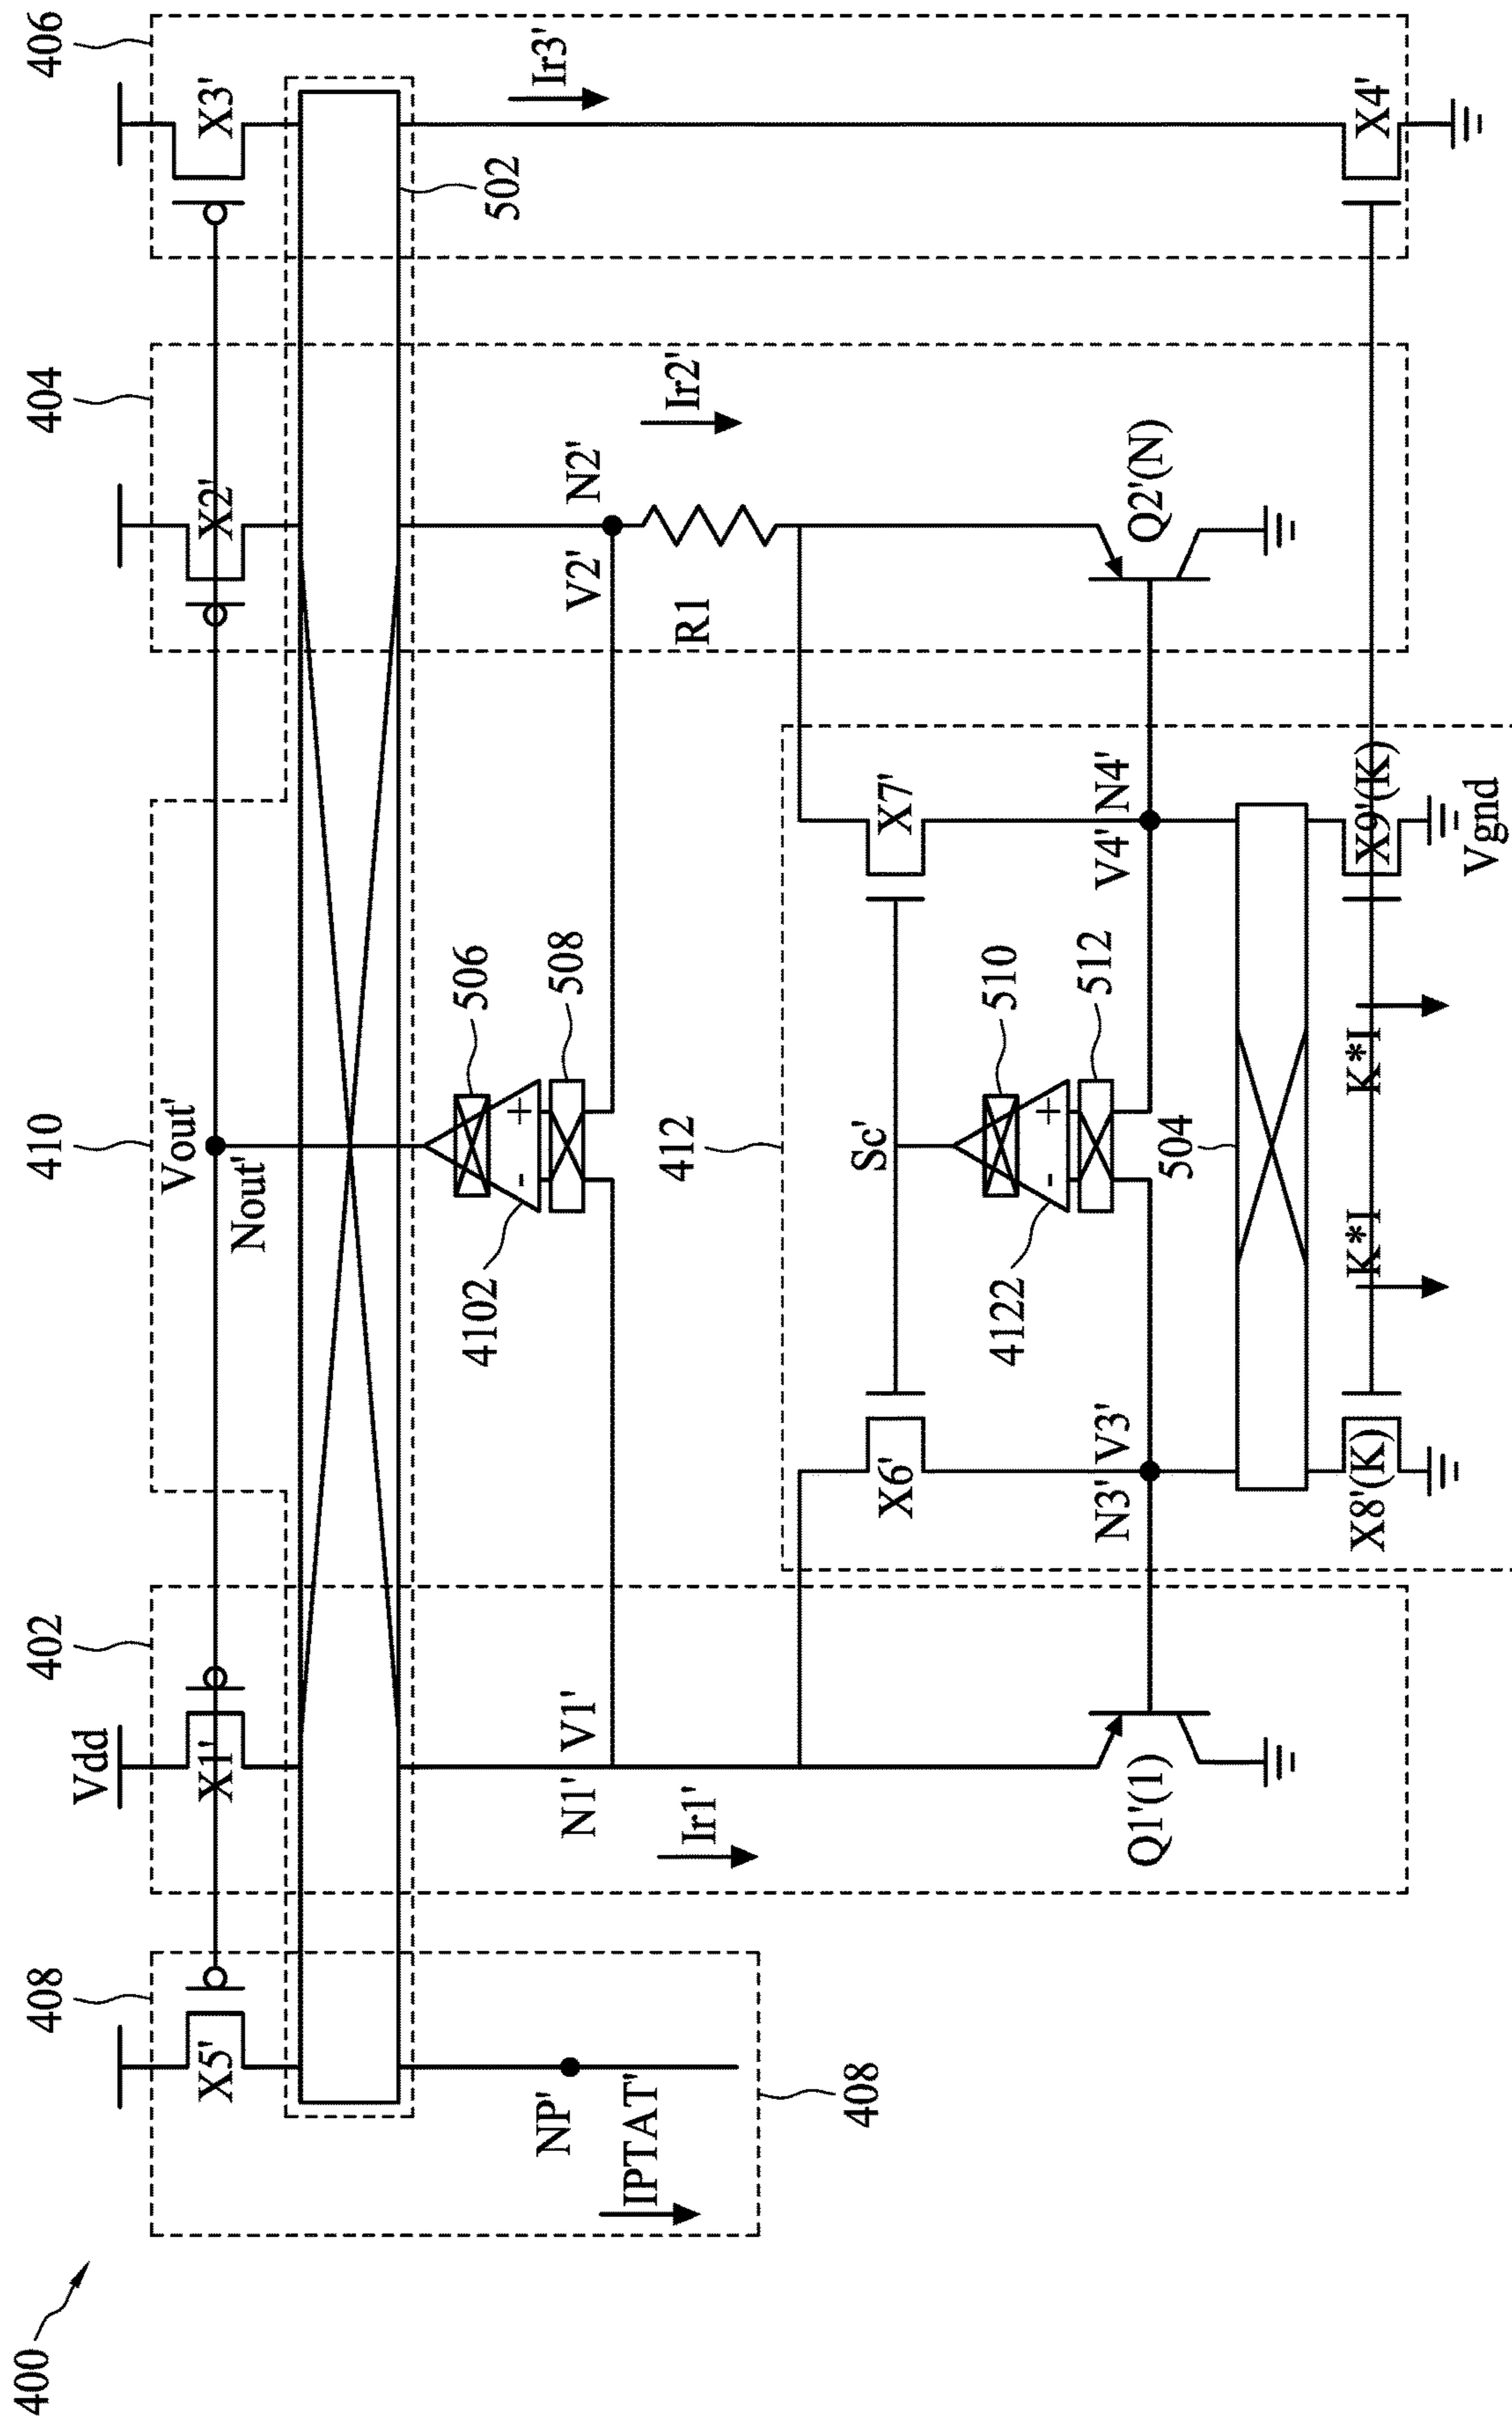 400
408
402
410
404
406
Vdd
X5'
X1'
Vout'
Nout'
X2'
X3'
502
506
508
4102
- +
NP'
IPTAT'
408
N1' V1'
Ir1'
V2' N2'
Ir2'
R1
Ir3'
412
Sc'
X6'
X7'
510
512
4122
- +
N3' V3'
V4' N4'
Q1'(1)
Q2'(N)
504
X8'(K)
K*I
K*I
X9'(K)
X4'
Vgnd